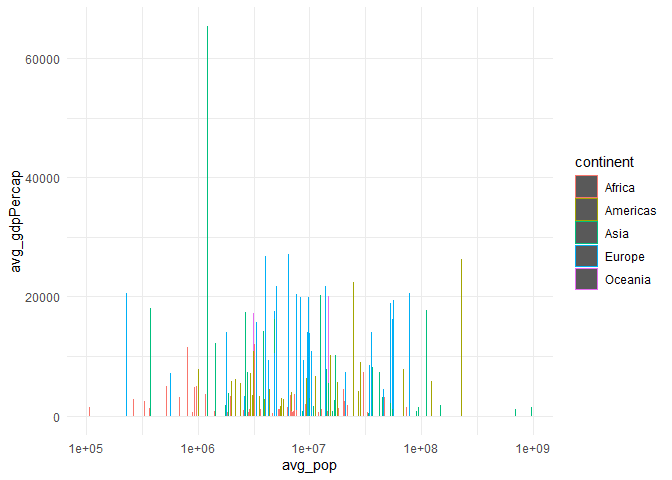 60000
40000
20000
0
avg_gdpPercap
1e+05
1e+06
1e+07
1e+08
1e+09
avg_pop
continent
Africa
Americas
Asia
Europe
Oceania